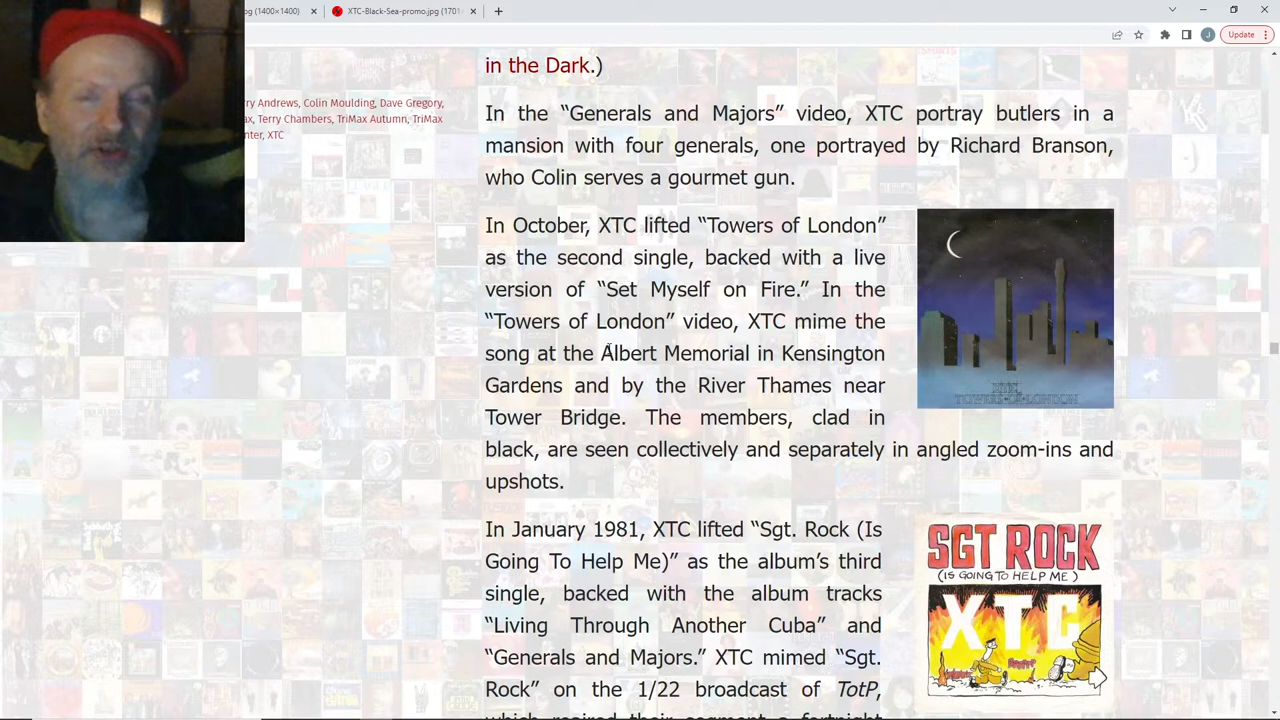 pg (1400×1400)
XTC-Black-Sea-promo.jpg (1701
J
Update
in the Dark.)
ry Andrews, Colin Moulding, Dave Gregory,
ax, Terry Chambers, TriMax Autumn, TriMax
nter, XTC
In the “Generals and Majors” video, XTC portray butlers in a
mansion with four generals, one portrayed by Richard Branson,
who Colin serves a gourmet gun.
In October, XTC lifted “Towers of London”
as the second single, backed with a live
version of “Set Myself on Fire.” In the
“Towers of London” video, XTC mime the
song at the Albert Memorial in Kensington
Gardens and by the River Thames near
Tower Bridge. The members, clad in
black, are seen collectively and separately in angled zoom-ins and
upshots.
XTC
TOWERS OF LONDON
In January 1981, XTC lifted “Sgt. Rock (Is
Going To Help Me)” as the album’s third
single, backed with the album tracks
“Living Through Another Cuba” and
“Generals and Majors.” XTC mimed “Sgt.
Rock” on the 1/22 broadcast of TotP,
SGT ROCK
(IS GOING TO HELP ME)
XTC